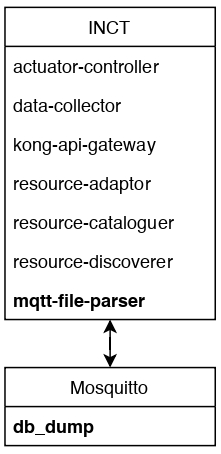 INCT
actuator-controller
data-collector
kong-api-gateway
resource-adaptor
resource-cataloguer
resource-discoverer
mqtt-file-parser
Mosquitto
db_dump